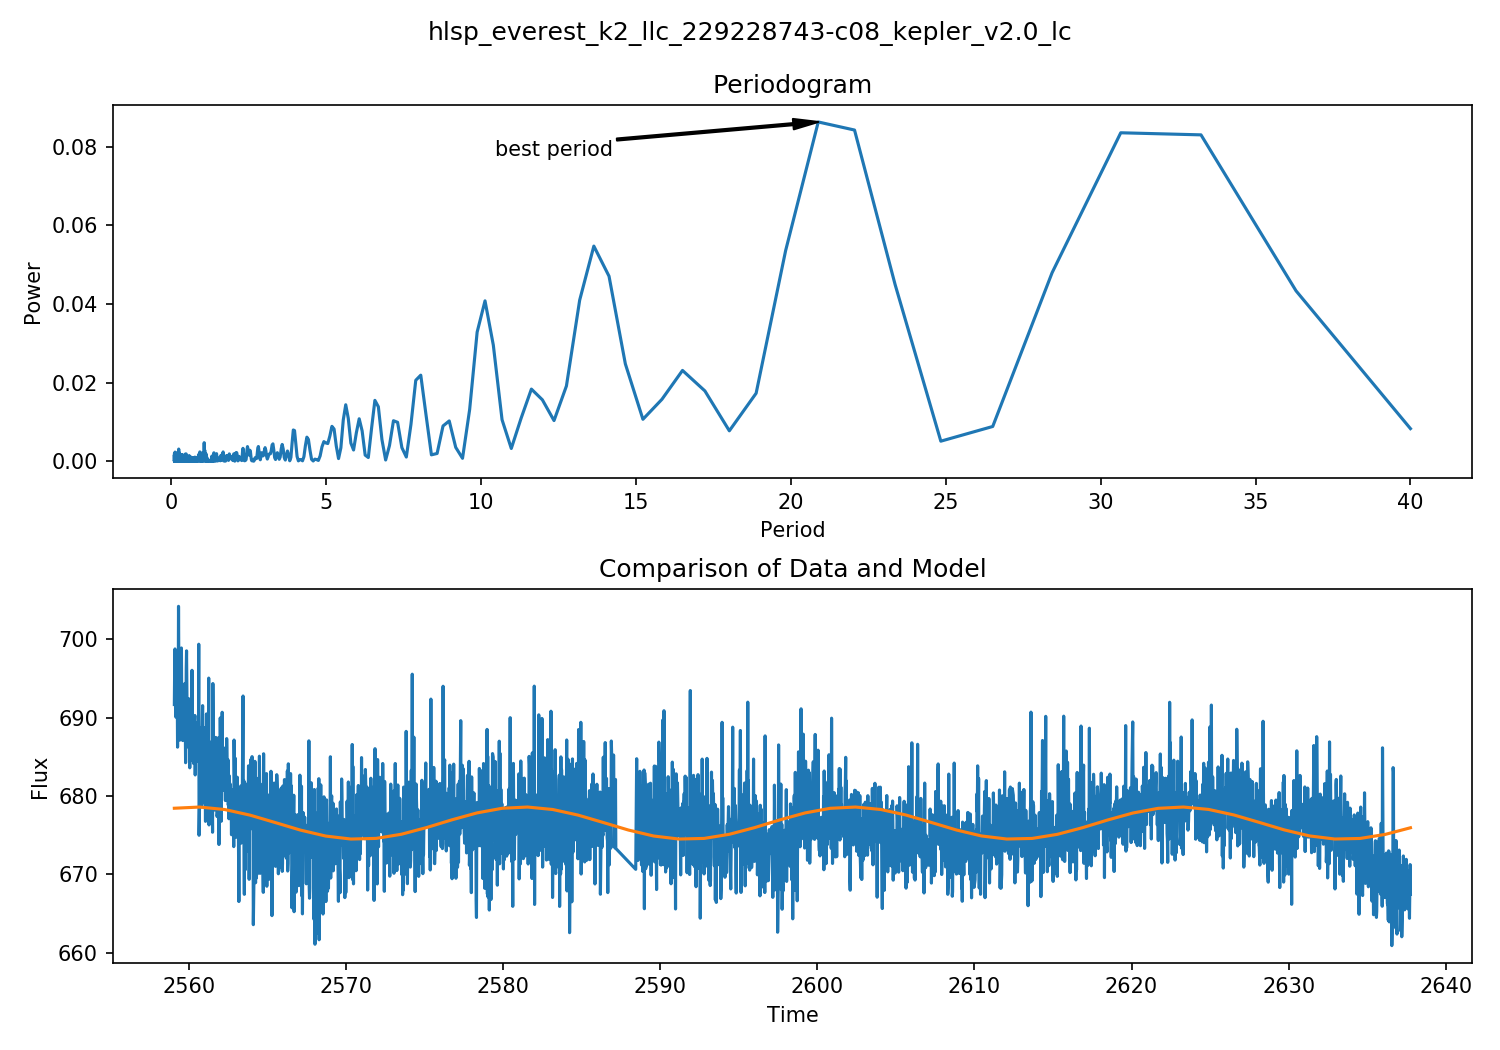 hlsp_everest_k2_llc_229228743-c08_kepler_v2.0_lc
Periodogram
best period
0.08
0.06
0.04
0.02
0.00
Power
0 5 10 15 20 25 30 35 40
Period
Comparison of Data and Model
700
690
680
670
660
Flux
2560 2570 2580 2590 2600 2610 2620 2630 2640
Time